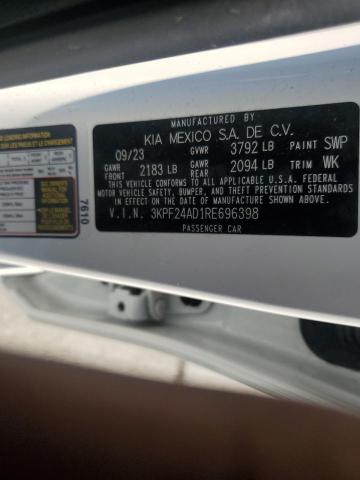 MANUFACTURED BY
KIA MEXICO S.A. DE C.V.
09/23 GVWR 3792 LB PAINT SWP
GAWR FRONT 2183 LB GAWR REAR 2094 LB TRIM WK
THIS VEHICLE CONFORMS TO ALL APPLICABLE U.S.A. FEDERAL
MOTOR VEHICLE SAFETY, BUMPER, AND THEFT PREVENTION STANDARDS
IN EFFECT ON THE DATE OF MANUFACTURE SHOWN ABOVE.
V.I.N. 3KPF24AD1RE696398
PASSENGER CAR
LOADING INFORMATION
7610